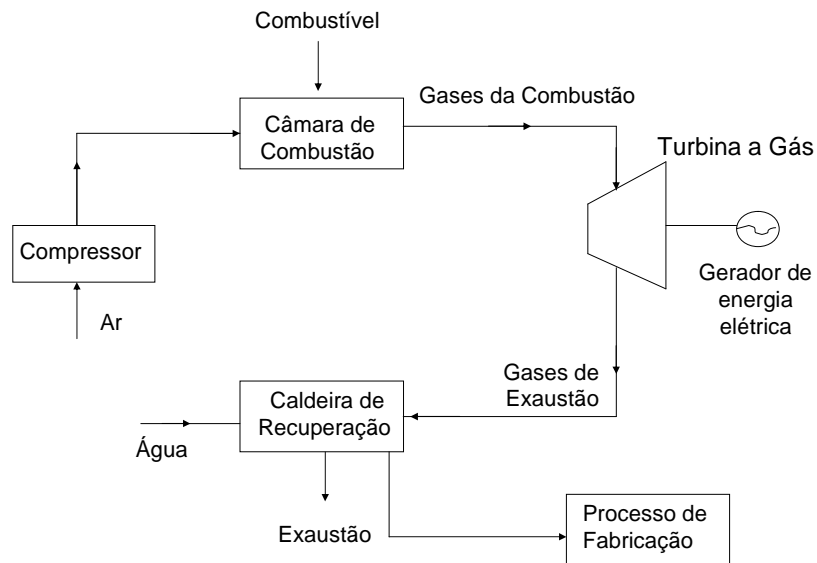 Combustível
Gases da Combustão
Câmara de
Combustão
Turbina a Gás
Compressor
Gerador de
energia
elétrica
Ar
Gases de
Exaustão
Caldeira de
Recuperação
Água
Exaustão
Processo de
Fabricação